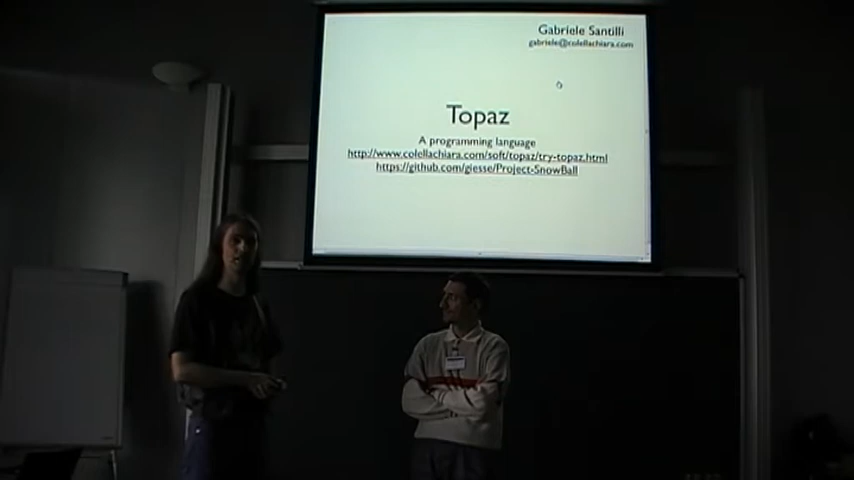 Gabriele Santilli
gabriele@colellachiara.com
Topaz
A programming language
http://www.colellachiara.com/soft/topaz/try-topaz.html
https://github.com/giesse/Project-SnowBall